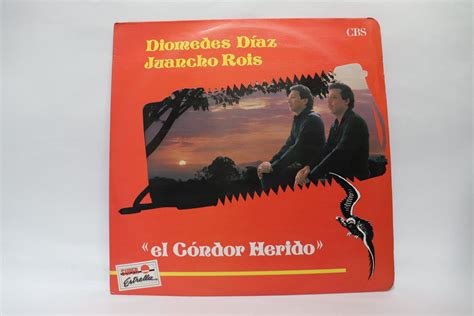 Diomedes Díaz
Juancho Rois
CBS
«el Cóndor Herido»
Estrella